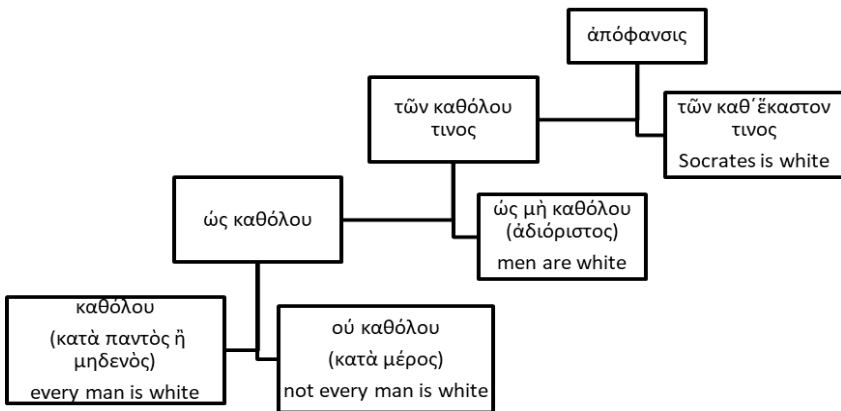 ἀπόφανσις
τῶν καθόλου
τινος
τῶν καθ᾽ἕκαστον
τινος
Socrates is white
ὡς καθόλου
ὡς μὴ καθόλου
(ἀδιόριστος)
men are white
καθόλου
(κατὰ παντὸς ἢ
μηδενὸς)
every man is white
οὐ καθόλου
(κατὰ μέρος)
not every man is white